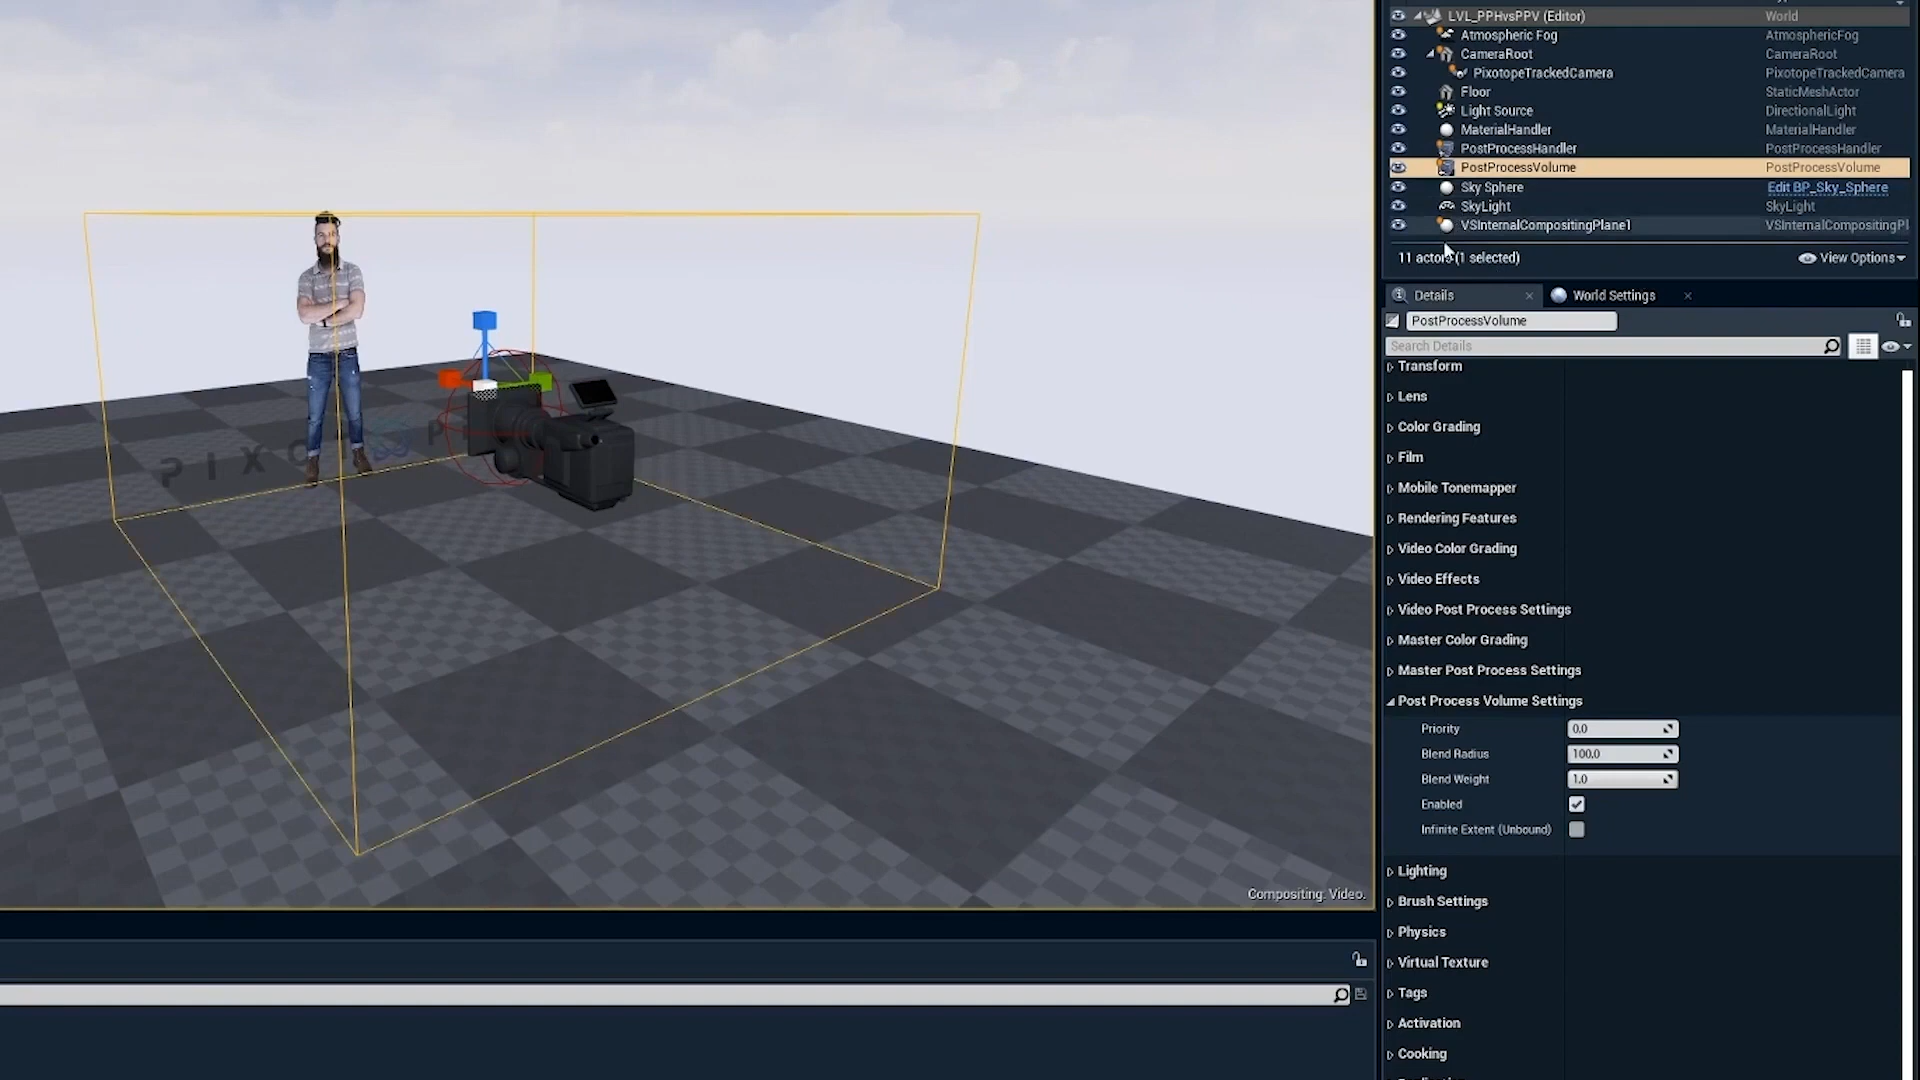 LVL_PPHvsPPV (Editor) World
Atmospheric Fog AtmosphericFog
CameraRoot CameraRoot
PixotopeTrackedCamera PixotopeTrackedCamera
Floor StaticMeshActor
Light Source DirectionalLight
MaterialHandler MaterialHandler
PostProcessHandler PostProcessHandler
PostProcessVolume PostProcessVolume
Sky Sphere Edit BP_Sky_Sphere
SkyLight SkyLight
VSInternalCompositingPlane1 VSInternalCompositingPl
11 actors (1 selected) View Options
Details World Settings
PostProcessVolume
Search Details
Transform
Lens
Color Grading
Film
Mobile Tonemapper
Rendering Features
Video Color Grading
Video Effects
Video Post Process Settings
Master Color Grading
Master Post Process Settings
Post Process Volume Settings
Priority 0.0
Blend Radius 100.0
Blend Weight 1.0
Enabled
Infinite Extent (Unbound)
Lighting
Brush Settings
Physics
Virtual Texture
Tags
Activation
Cooking
PIXO P
Compositing: Video.